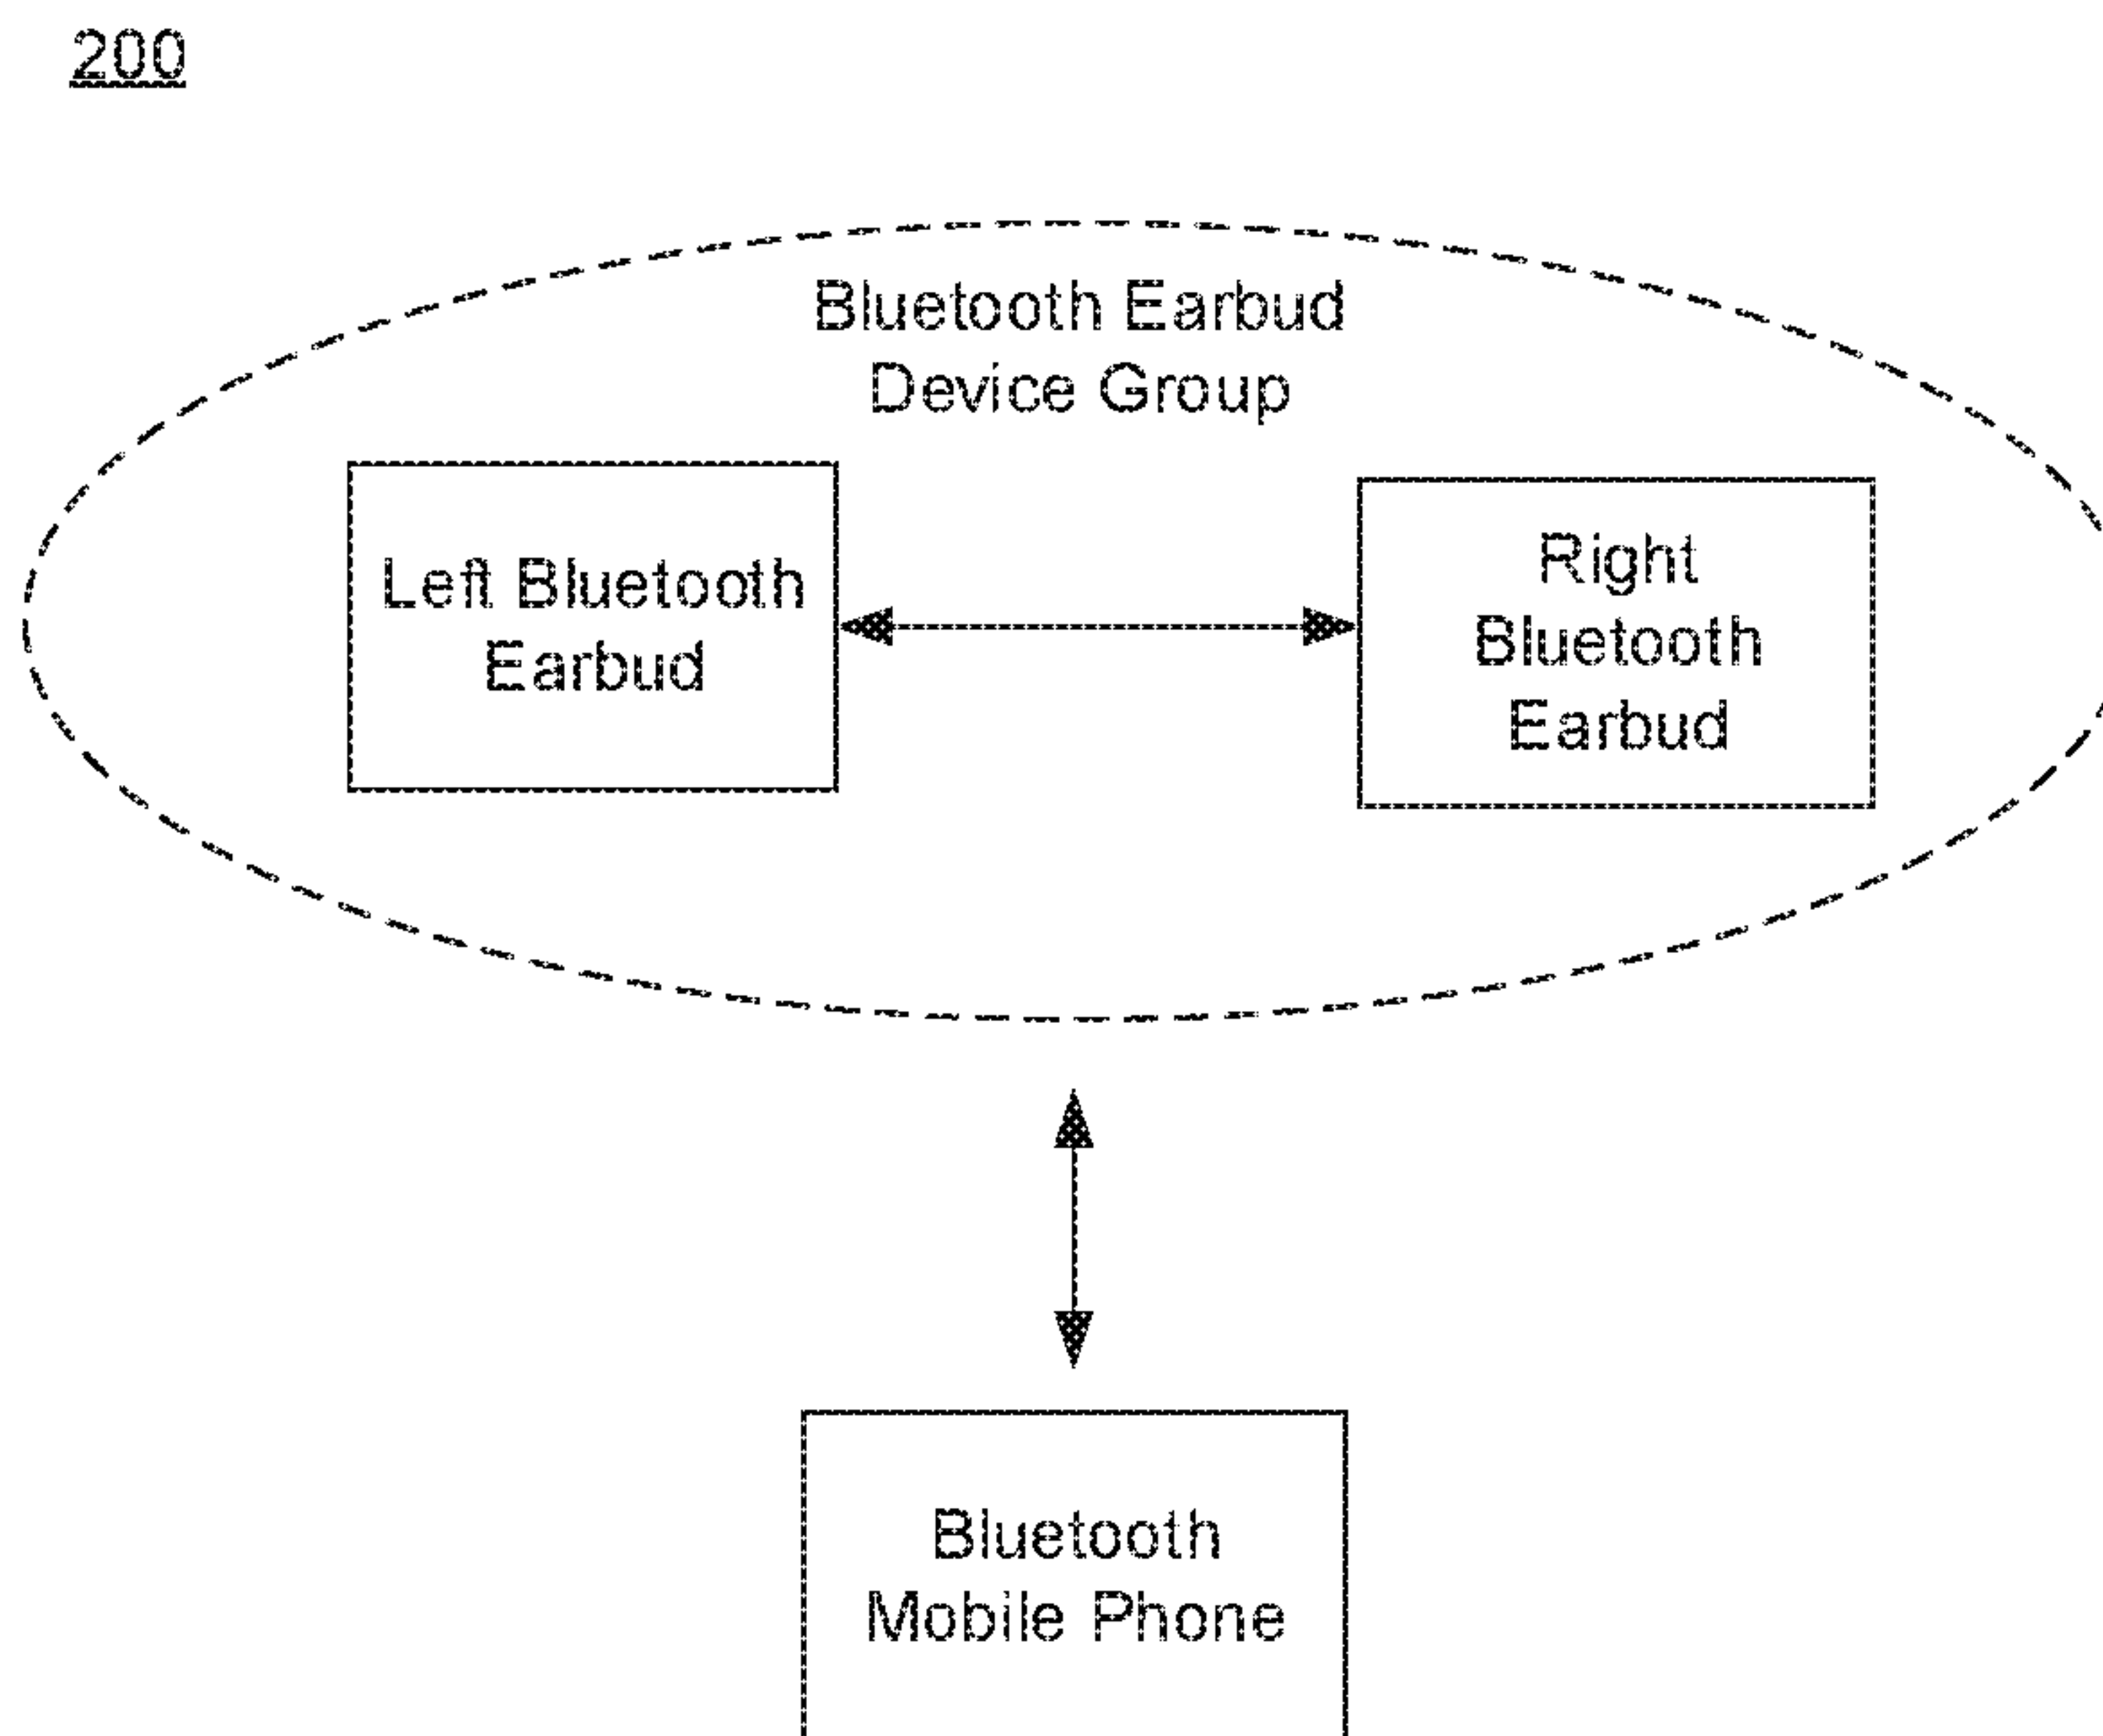 200
Bluetooth Earbud
Device Group
Left Bluetooth
Earbud
Right
Bluetooth
Earbud
Bluetooth
Mobile Phone